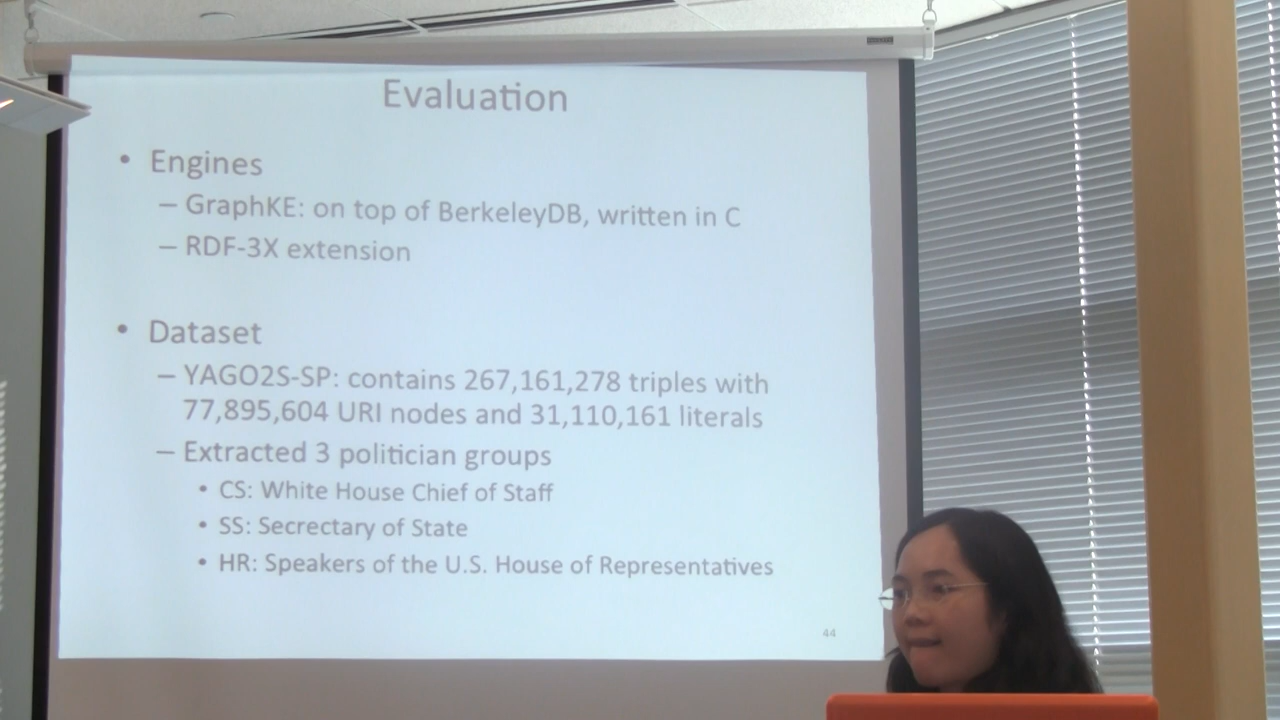 Evaluation
• Engines
– GraphKE: on top of BerkeleyDB, written in C
– RDF-3X extension
• Dataset
– YAGO2S-SP: contains 267,161,278 triples with
77,895,604 URI nodes and 31,110,161 literals
– Extracted 3 politician groups
• CS: White House Chief of Staff
• SS: Secrectary of State
• HR: Speakers of the U.S. House of Representatives
44